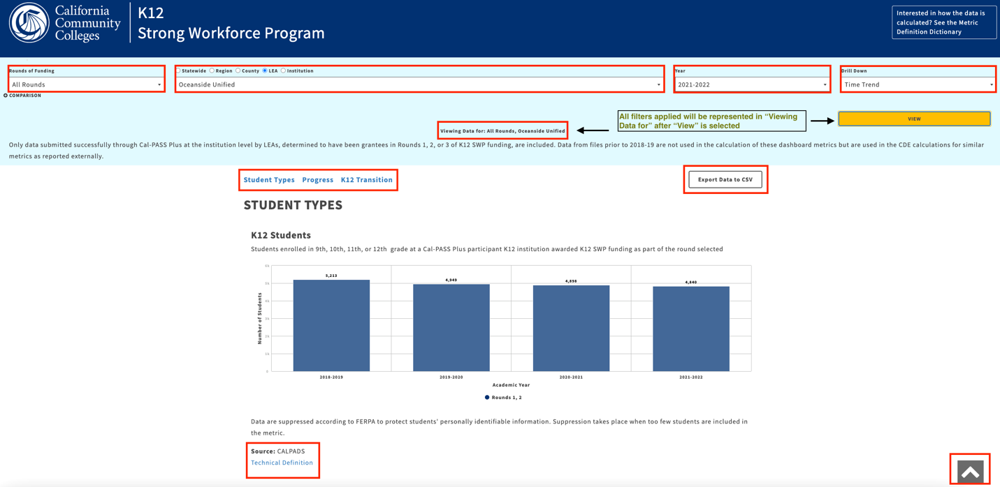 California
Community
Colleges
K12
Strong Workforce Program
Interested in how the data is
calculated? See the Metric
Definition Dictionary
Rounds of Funding
All Rounds
Statewide Region County LEA Institution
Oceanside Unified
Year
2021-2022
Drill Down
Time Trend
COMPARISON
All filters applied will be represented in “Viewing
Data for” after “View” is selected
VIEW
Viewing Data for: All Rounds, Oceanside Unified
Only data submitted successfully through Cal-PASS Plus at the institution level by LEAs, determined to have been grantees in Rounds 1, 2, or 3 of K12 SWP funding, are included. Data from files prior to 2018-19 are not used in the calculation of these dashboard metrics but are used in the CDE calculations for similar
metrics as reported externally.
Student Types Progress K12 Transition
Export Data to CSV
STUDENT TYPES
K12 Students
Students enrolled in 9th, 10th, 11th, or 12th grade at a Cal-PASS Plus participant K12 institution awarded K12 SWP funding as part of the round selected
Number of Students
6k
5k
4k
3k
2k
1k
0
5,213
4,949
4,898
4,840
2018-2019
2019-2020
2020-2021
2021-2022
Academic Year
Rounds 1, 2
Data are suppressed according to FERPA to protect students' personally identifiable information. Suppression takes place when too few students are included in
the metric.
Source: CALPADS
Technical Definition